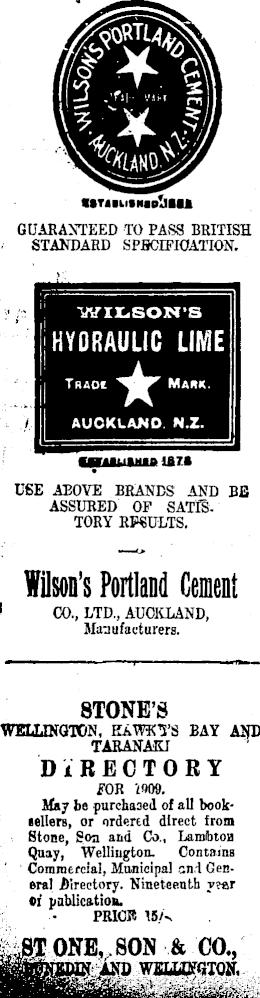 WILSON'S PORTLAND CEMENT
TRADE MARK
AUCKLAND. N.Z.
ESTABLISHED
GUARANTEED TO PASS BRITISH
STANDARD SPECIFICATION.
WILSON'S
HYDRAULIC LIME
TRADE MARK.
AUCKLAND. N.Z.
ESTABLISHED 1878
USE ABOVE BRANDS AND BE
ASSURED OF SATIS-
TORY RESULTS.
Wilson's Portland Cement
CO., LTD., AUCKLAND,
Manufacturers.
STONE'S
WELLINGTON, HAWKE'S BAY AND
TARANAKI
DIRECTORY
FOR 1909.
May be purchased of all book-
sellers, or ordered direct from
Stone, Son and Co., Lambton
Quay, Wellington. Contains
Commercial, Municipal and Gen-
eral Directory. Nineteenth year
of publication.
PRICE 15/-
STONE, SON & CO.,
DUNEDIN AND WELLINGTON.